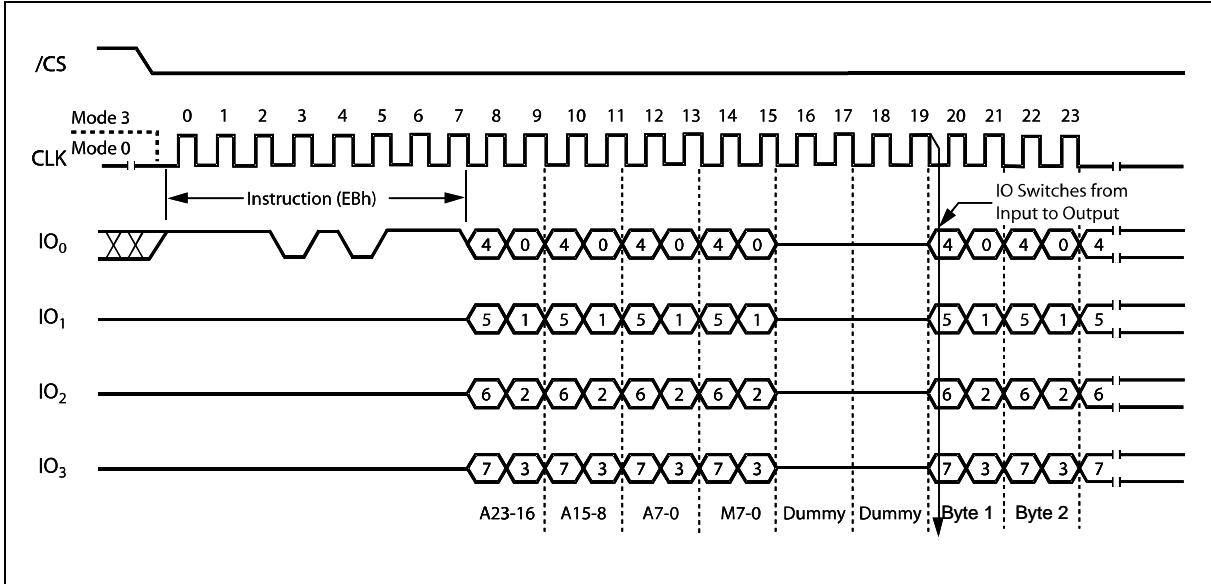 /CS
Mode 3
0 1 2 3 4 5 6 7 8 9 10 11 12 13 14 15 16 17 18 19 20 21 22 23
Mode 0
CLK
Instruction (EBh)
IO Switches from
Input to Output
IO0
4 0 4 0 4 0 4 0 4 0 4 0 4
IO1
5 1 5 1 5 1 5 1 5 1 5 1 5
IO2
6 2 6 2 6 2 6 2 6 2 6 2 6
IO3
7 3 7 3 7 3 7 3 7 3 7 3 7
A23-16 A15-8 A7-0 M7-0 Dummy Dummy Byte 1 Byte 2